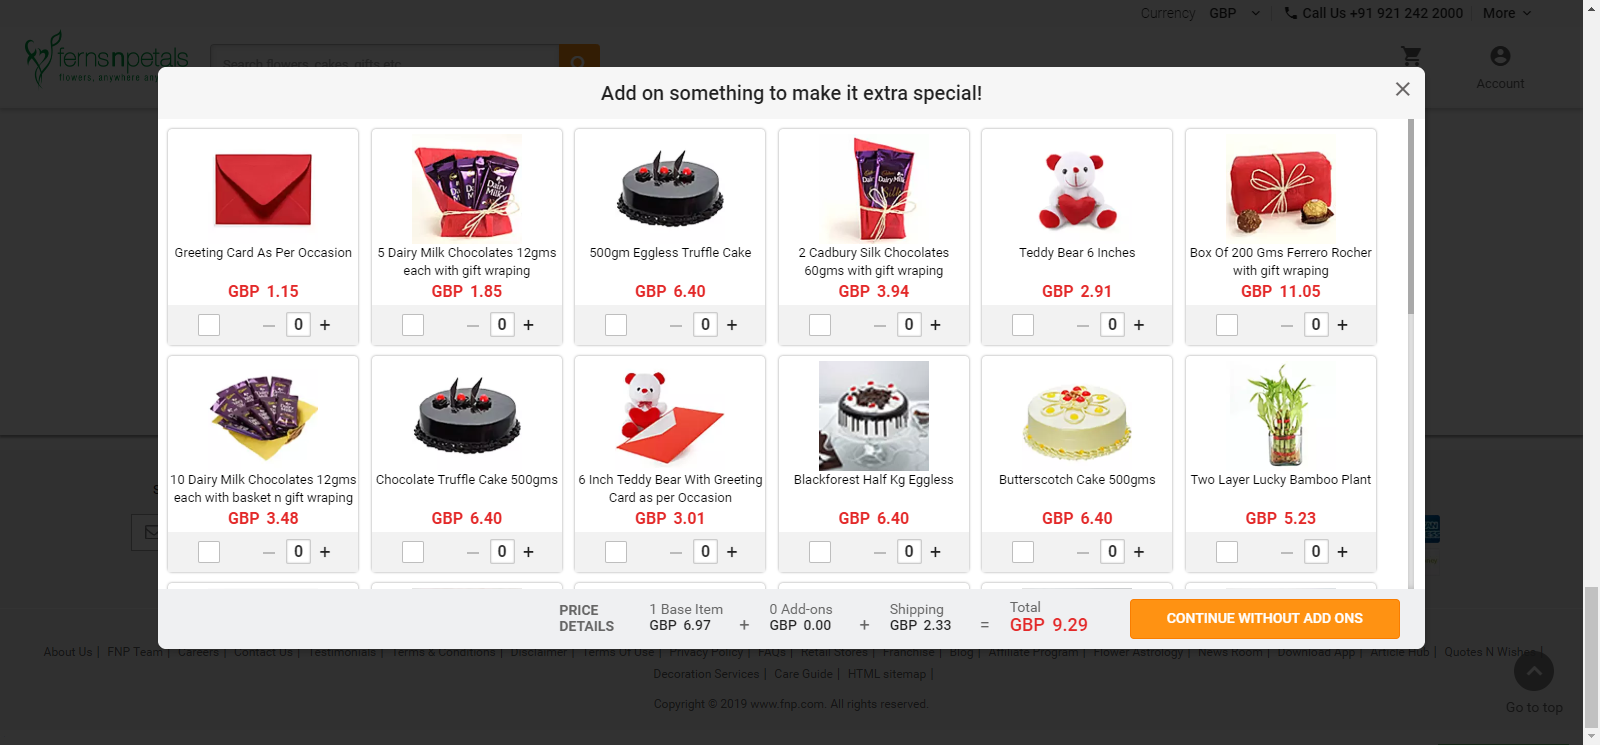 Currency GBP Call Us +91 921 242 2000 More
fernsnpetals
flowers, anywhere
Search flowers, cakes, gifts etc
Account
Add on something to make it extra special!
Greeting Card As Per Occasion
GBP 1.15
0 +
5 Dairy Milk Chocolates 12gms
each with gift wraping
GBP 1.85
0 +
500gm Eggless Truffle Cake
GBP 6.40
0 +
2 Cadbury Silk Chocolates
60gms with gift wraping
GBP 3.94
0 +
Teddy Bear 6 Inches
GBP 2.91
0 +
Box Of 200 Gms Ferrero Rocher
with gift wraping
GBP 11.05
0 +
10 Dairy Milk Chocolates 12gms
each with basket n gift wraping
GBP 3.48
0 +
Chocolate Truffle Cake 500gms
GBP 6.40
0 +
6 Inch Teddy Bear With Greeting
Card as per Occasion
GBP 3.01
0 +
Blackforest Half Kg Eggless
GBP 6.40
0 +
Butterscotch Cake 500gms
GBP 6.40
0 +
Two Layer Lucky Bamboo Plant
GBP 5.23
0 +
PRICE
DETAILS
1 Base Item
GBP 6.97
+
0 Add-ons
GBP 0.00
+
Shipping
GBP 2.33
=
Total
GBP 9.29
CONTINUE WITHOUT ADD ONS
About Us | FNP Team | Careers | Contact Us | Testimonials | Terms & Conditions | Disclaimer | Terms Of Use | Privacy Policy | FAQs | Retail Stores | Franchise | Blog | Affiliate Program | Flower Astrology | News Room | Download App | Article Hub | Quotes N Wishes |
Decoration Services | Care Guide | HTML sitemap |
Copyright © 2019 www.fnp.com. All rights reserved.
Go to top